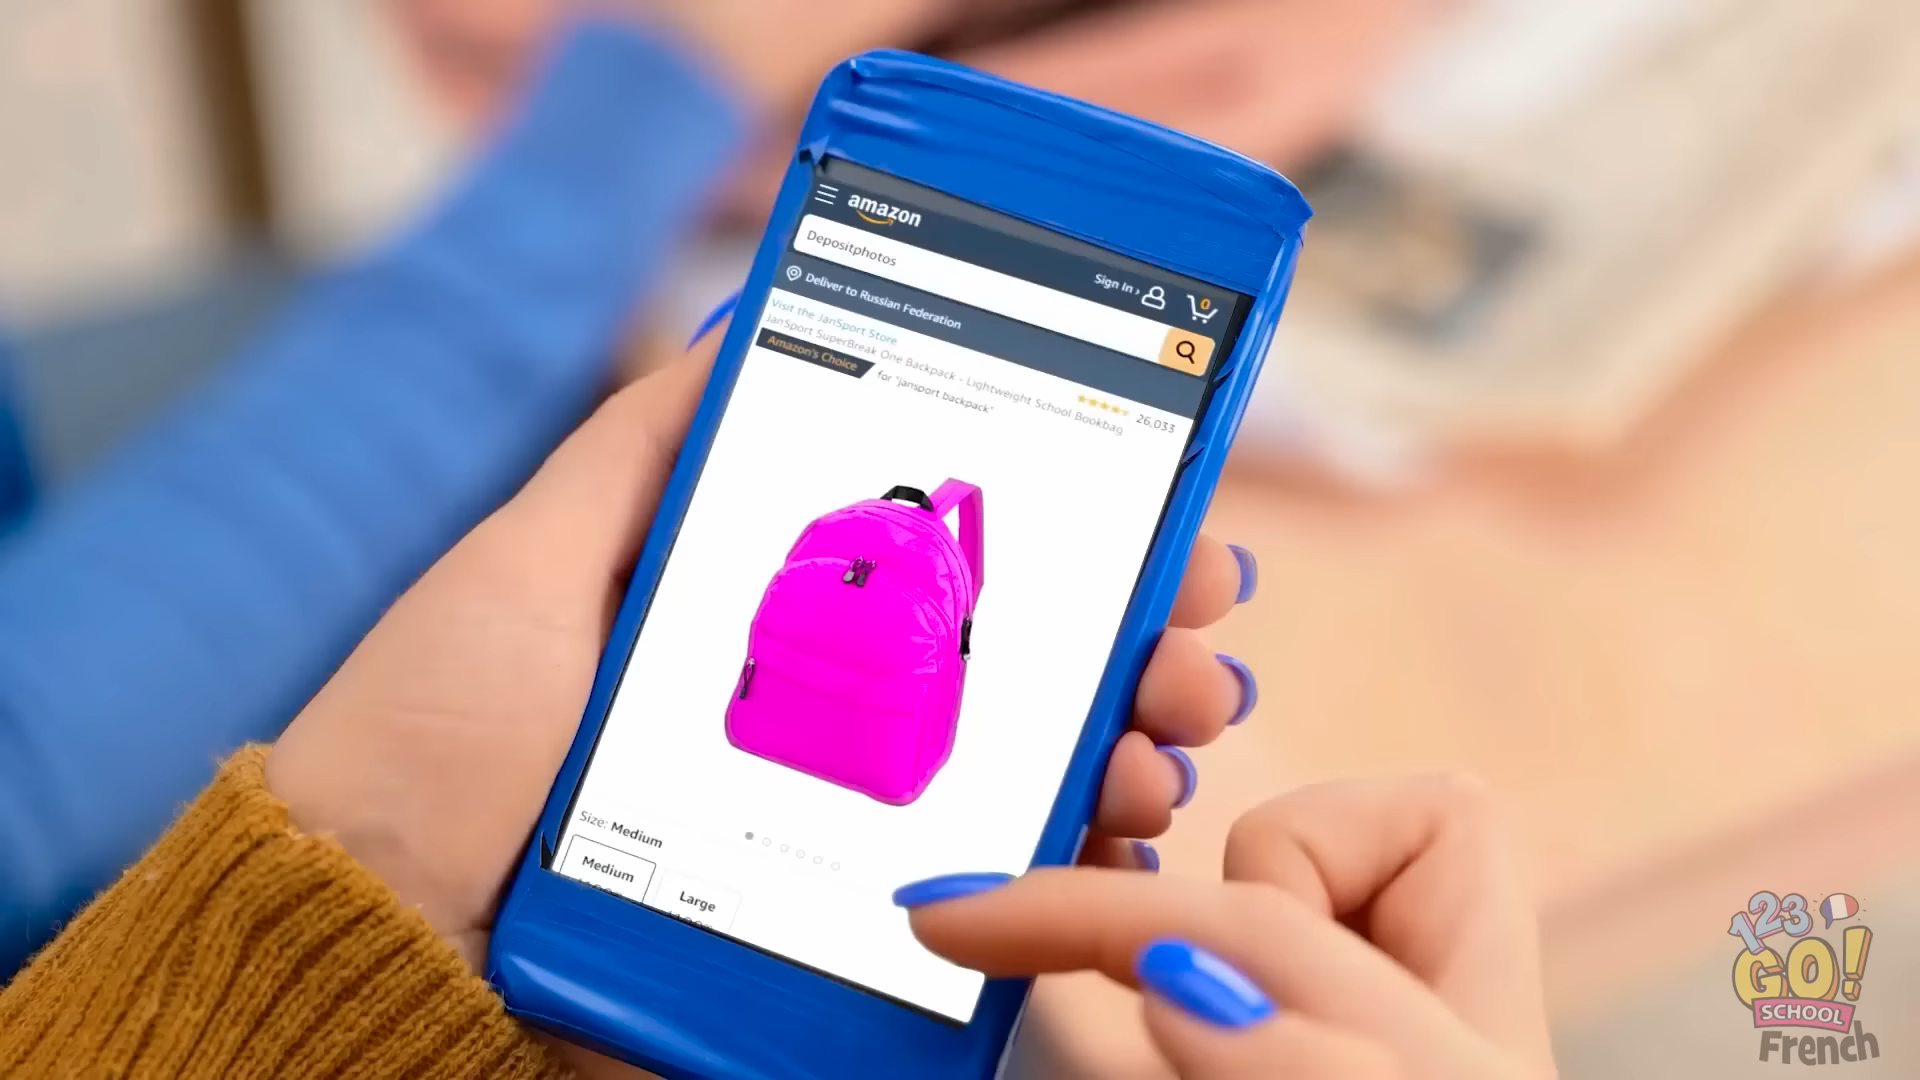 amazon
Depositphotos
Sign In ›
0
Deliver to Russian Federation
Visit the JanSport Store
JanSport SuperBreak One Backpack - Lightweight School Bookbag
26,033
Amazon's Choice
for "jansport backpack"
Size: Medium
Medium
Large
123
GO!
SCHOOL
French